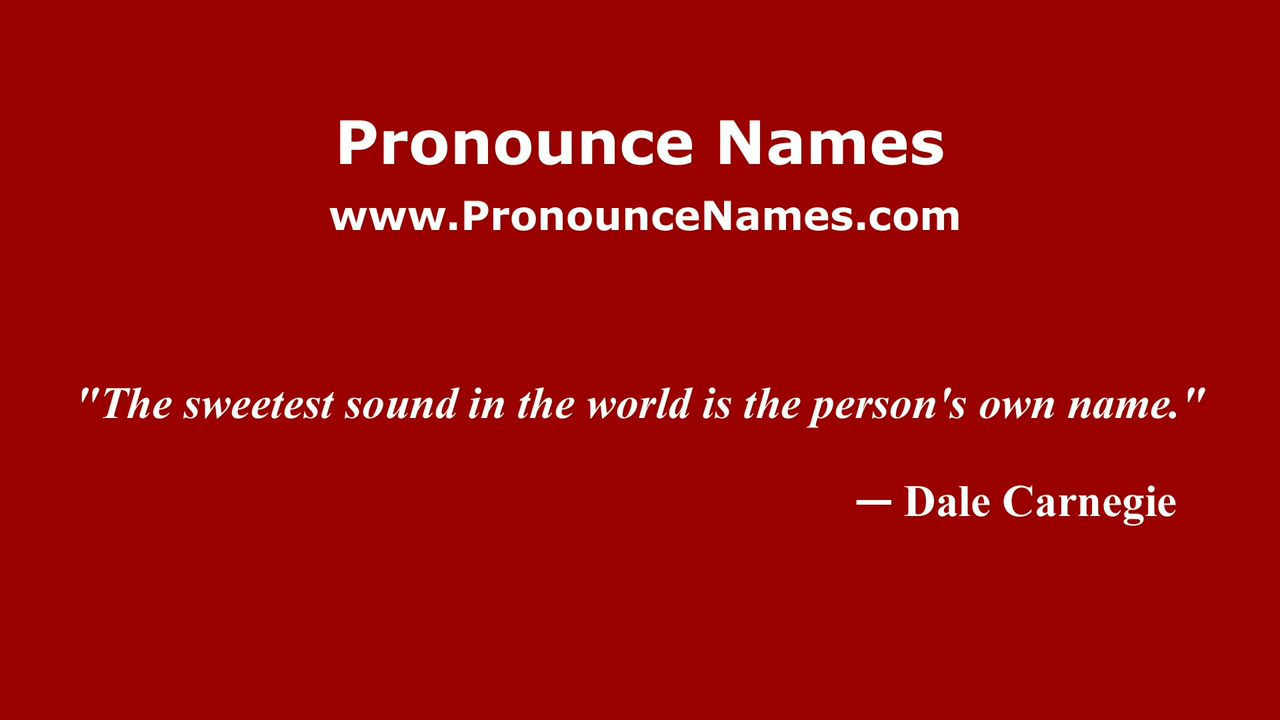 Pronounce Names
www.PronounceNames.com
"The sweetest sound in the world is the person's own name."
— Dale Carnegie